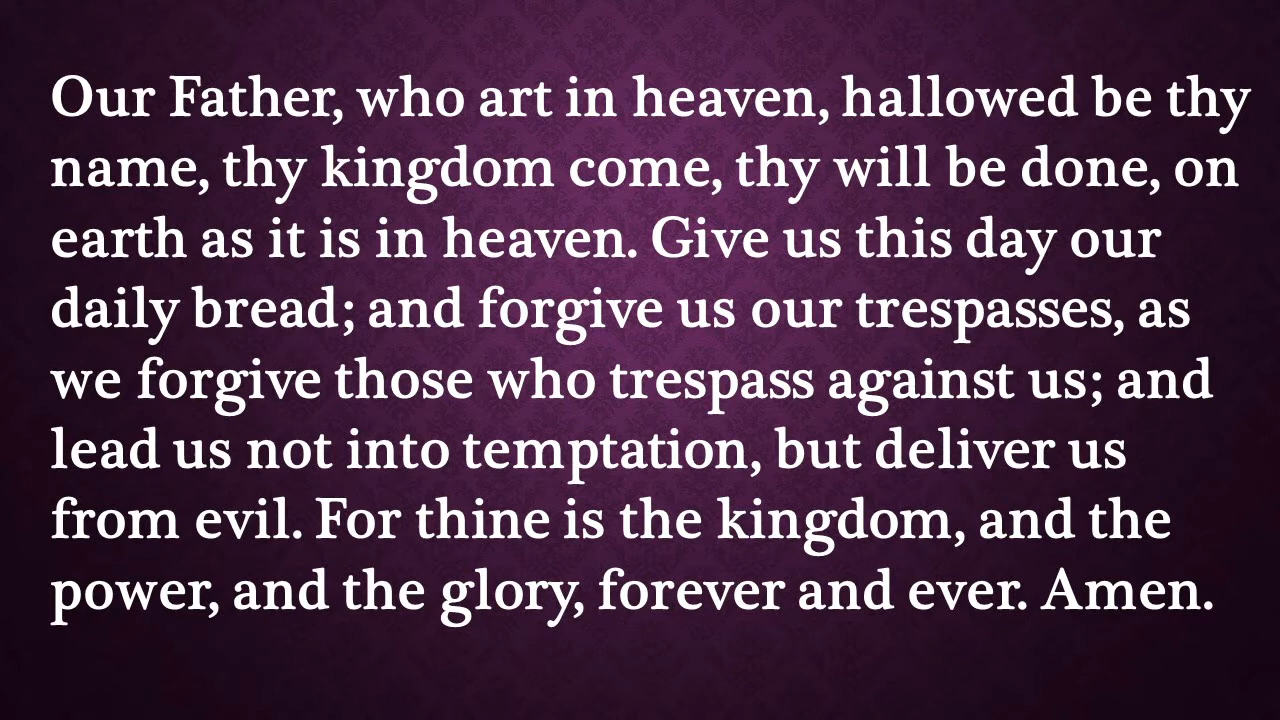 Our Father, who art in heaven, hallowed be thy
name, thy kingdom come, thy will be done, on
earth as it is in heaven. Give us this day our
daily bread; and forgive us our trespasses, as
we forgive those who trespass against us; and
lead us not into temptation, but deliver us
from evil. For thine is the kingdom, and the
power, and the glory, forever and ever. Amen.